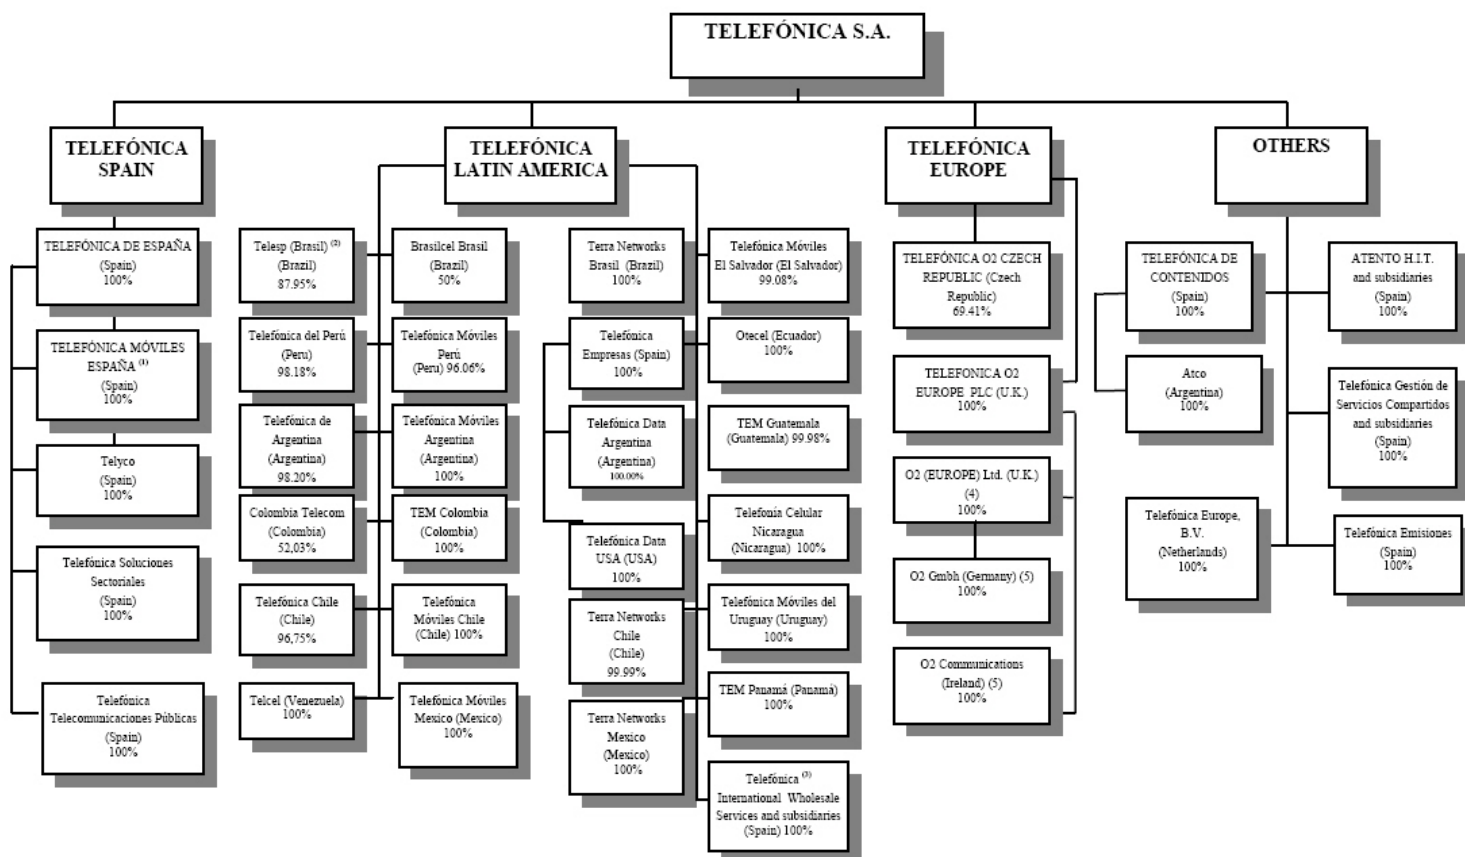 TELEFÓNICA S.A.
TELEFÓNICA
SPAIN
TELEFÓNICA
LATIN AMERICA
TELEFÓNICA
EUROPE
OTHERS
TELEFÓNICA DE ESPAÑA
(Spain)
100%
TELEFÓNICA MÓVILES
ESPAÑA (1)
(Spain)
100%
Telyco
(Spain)
100%
Telefónica Soluciones
Sectoriales
(Spain)
100%
Telefónica
Telecomunicaciones Públicas
(Spain)
100%
Telesp (Brasil) (2)
(Brazil)
87.95%
Telefónica del Perú
(Peru)
98.18%
Telefónica de
Argentina
(Argentina)
98.20%
Colombia Telecom
(Colombia)
52,03%
Telefónica Chile
(Chile)
96,75%
Telcel (Venezuela)
100%
Brasilcel Brasil
(Brazil)
50%
Telefónica Móviles
Perú
(Peru) 96.06%
Telefónica Móviles
Argentina
(Argentina)
100%
TEM Colombia
(Colombia)
100%
Telefónica
Móviles Chile
(Chile) 100%
Telefónica Móviles
Mexico (Mexico)
100%
Terra Networks
Brasil (Brazil)
100%
Telefónica
Empresas (Spain)
100%
Telefónica Data
Argentina
(Argentina)
100.00%
Telefónica Data
USA (USA)
100%
Terra Networks
Chile
(Chile)
99.99%
Terra Networks
Mexico
(Mexico)
100%
Telefónica Móviles
El Salvador (El Salvador)
99.08%
Otecel (Ecuador)
100%
TEM Guatemala
(Guatemala) 99.98%
Telefonía Celular
Nicaragua
(Nicaragua) 100%
Telefónica Móviles del
Uruguay (Uruguay)
100%
TEM Panamá (Panamá)
100%
Telefónica (3)
International Wholesale
Services and subsidiaries
(Spain) 100%
TELEFÓNICA O2 CZECH
REPUBLIC (Czech
Republic)
69.41%
TELEFONICA O2
EUROPE PLC (U.K.)
100%
O2 (EUROPE) Ltd. (U.K.)
(4)
100%
O2 Gmbh (Germany) (5)
100%
O2 Communications
(Ireland) (5)
100%
TELEFÓNICA DE
CONTENIDOS
(Spain)
100%
Atco
(Argentina)
100%
Telefónica Europe,
B.V.
(Netherlands)
100%
ATENTO H.I.T.
and subsidiaries
(Spain)
100%
Telefónica Gestión de
Servicios Compartidos
and subsidiaries
(Spain)
100%
Telefónica Emisiones
(Spain)
100%